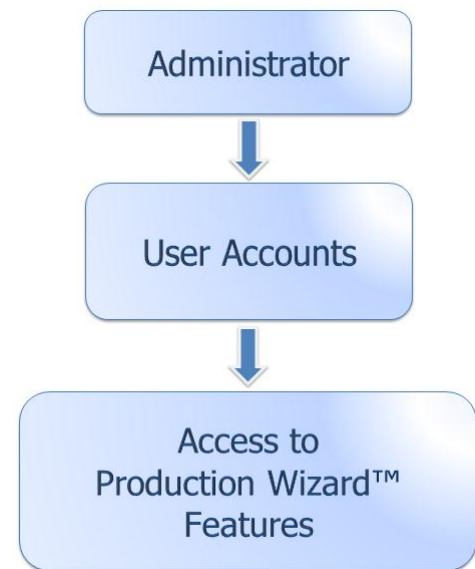 Administrator
User Accounts
Access to
Production Wizard™
Features